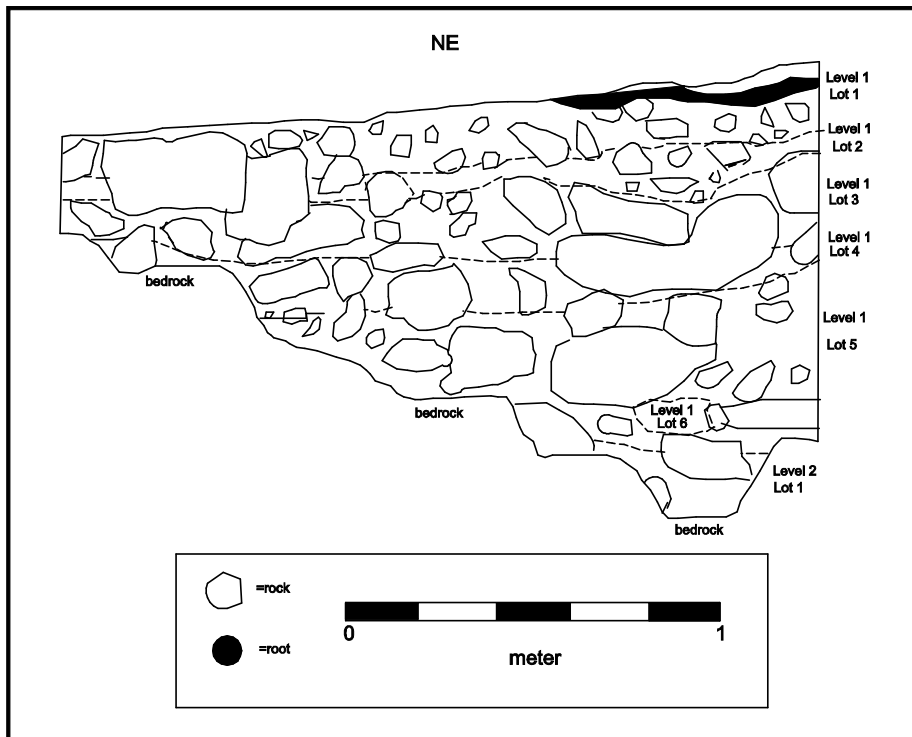 NE
Level 1
Lot 1
Level 1
Lot 2
Level 1
Lot 3
Level 1
Lot 4
bedrock
Level 1
Lot 5
bedrock
Level 1
Lot 6
Level 2
Lot 1
bedrock
=rock
=root
0 1
meter